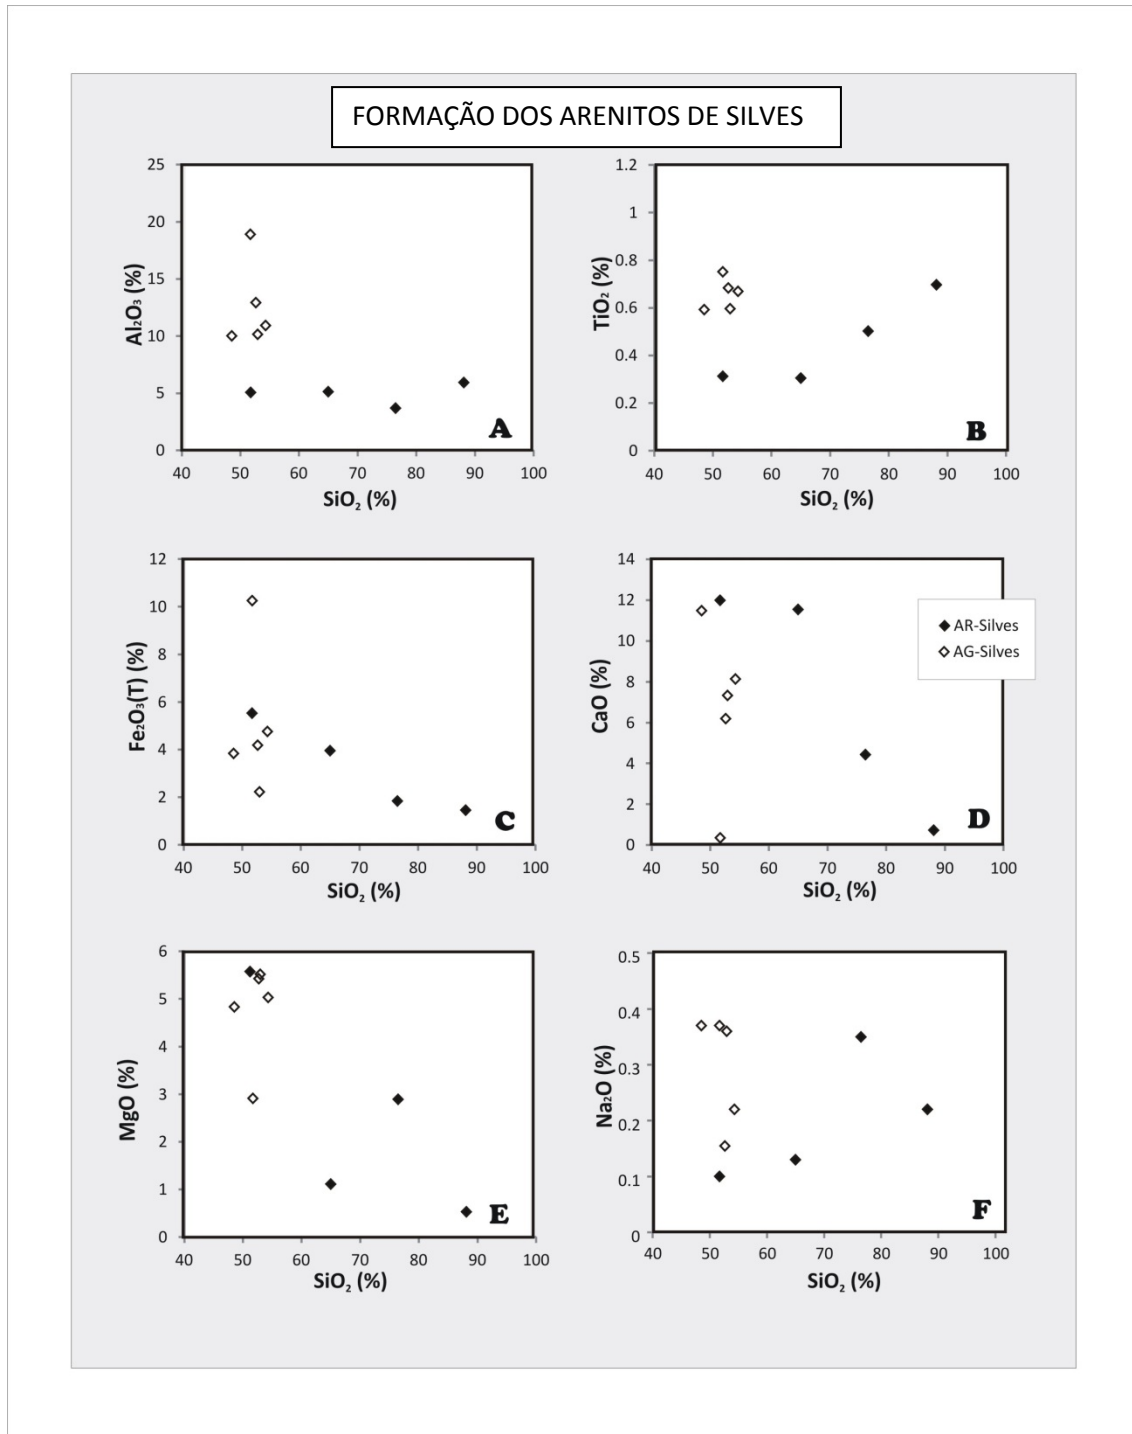 FORMAÇÃO DOS ARENITOS DE SILVES
25
20
15
10
5
0
Al₂O₃ (%)
A
40 50 60 70 80 90 100
SiO₂ (%)
1.2
1
0.8
0.6
0.4
0.2
0
TiO₂ (%)
B
40 50 60 70 80 90 100
SiO₂ (%)
12
10
8
6
4
2
0
Fe₂O₃(T) (%)
C
40 50 60 70 80 90 100
SiO₂ (%)
14
12
10
8
6
4
2
0
CaO (%)
AR-Silves
AG-Silves
D
40 50 60 70 80 90 100
SiO₂ (%)
6
5
4
3
2
1
0
MgO (%)
E
40 50 60 70 80 90 100
SiO₂ (%)
0.5
0.4
0.3
0.2
0.1
0
Na₂O (%)
F
40 50 60 70 80 90 100
SiO₂ (%)